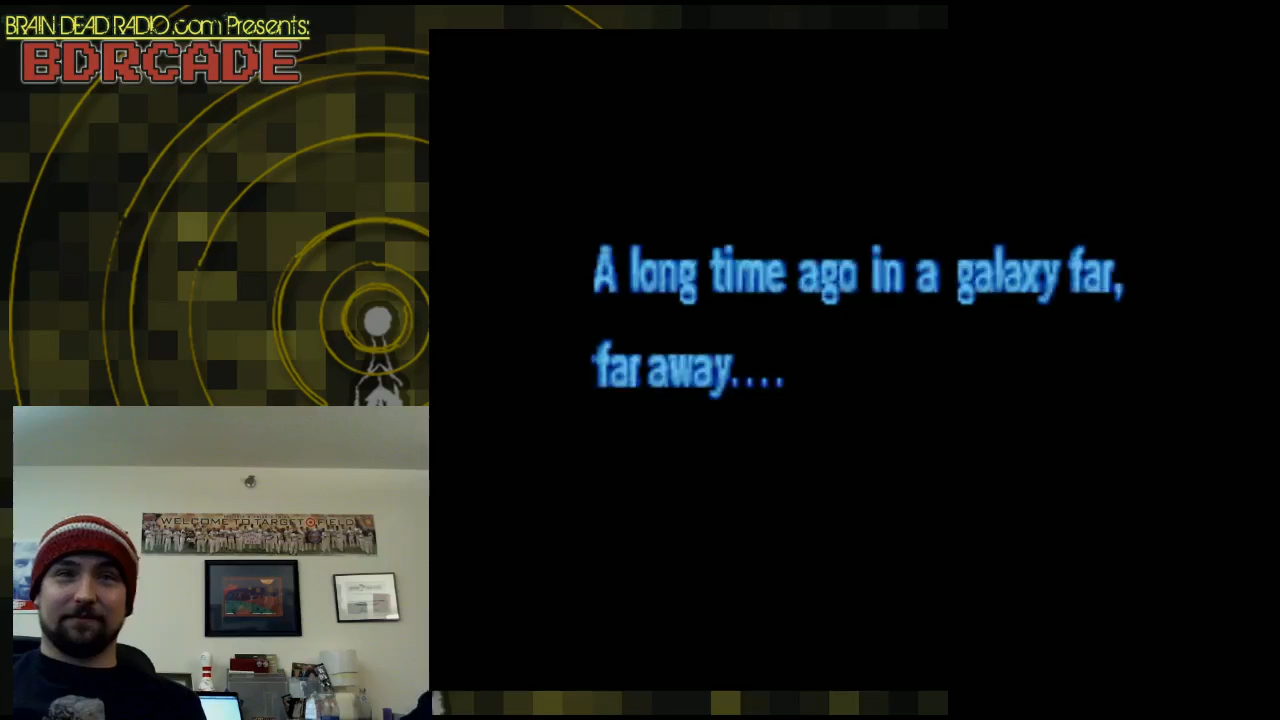 BRAIN DEAD RADIO.com Presents:
BDRCADE
A long time ago in a galaxy far,
far away....
WELCOME TO TARGET FIELD